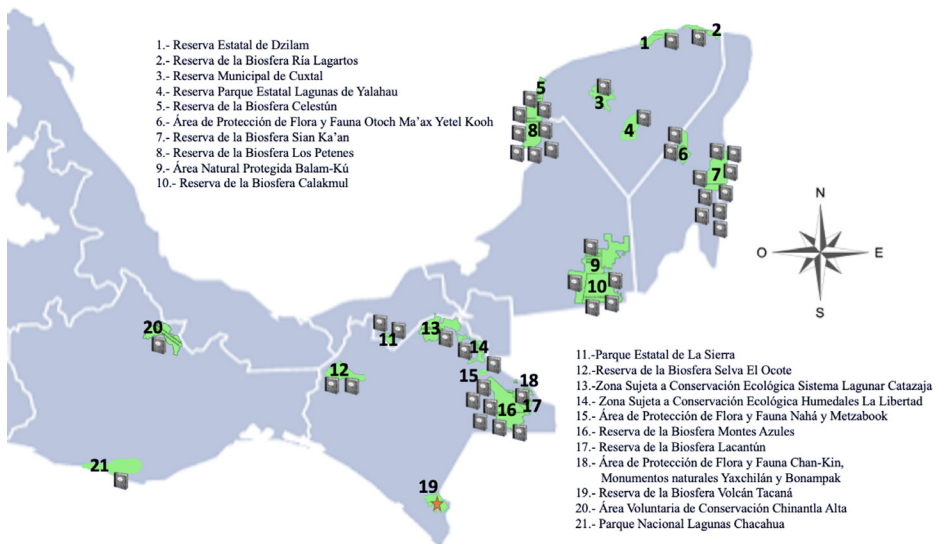 1.- Reserva Estatal de Dzilam
2.- Reserva de la Biosfera Ría Lagartos
3.- Reserva Municipal de Cuxtal
4.- Reserva Parque Estatal Lagunas de Yalahau
5.- Reserva de la Biosfera Celestún
6.- Área de Protección de Flora y Fauna Otoch Ma'ax Yetel Kooh
7.- Reserva de la Biosfera Sian Ka'an
8.- Reserva de la Biosfera Los Petenes
9.- Área Natural Protegida Balam-Kú
10.- Reserva de la Biosfera Calakmul
1
2
3
4
5
6
7
8
9
10
N
O
E
S
11
12
13
14
15
16
17
18
19
20
21
11.-Parque Estatal de La Sierra
12.-Reserva de la Biosfera Selva El Ocote
13.-Zona Sujeta a Conservación Ecológica Sistema Lagunar Catazaja
14.- Zona Sujeta a Conservación Ecológica Humedales La Libertad
15.- Área de Protección de Flora y Fauna Nahá y Metzabook
16.- Reserva de la Biosfera Montes Azules
17.- Reserva de la Biosfera Lacantún
18.- Área de Protección de Flora y Fauna Chan-Kin,
Monumentos naturales Yaxchilán y Bonampak
19.- Reserva de la Biosfera Volcán Tacaná
20.- Área Voluntaria de Conservación Chinantla Alta
21.- Parque Nacional Lagunas Chacahua